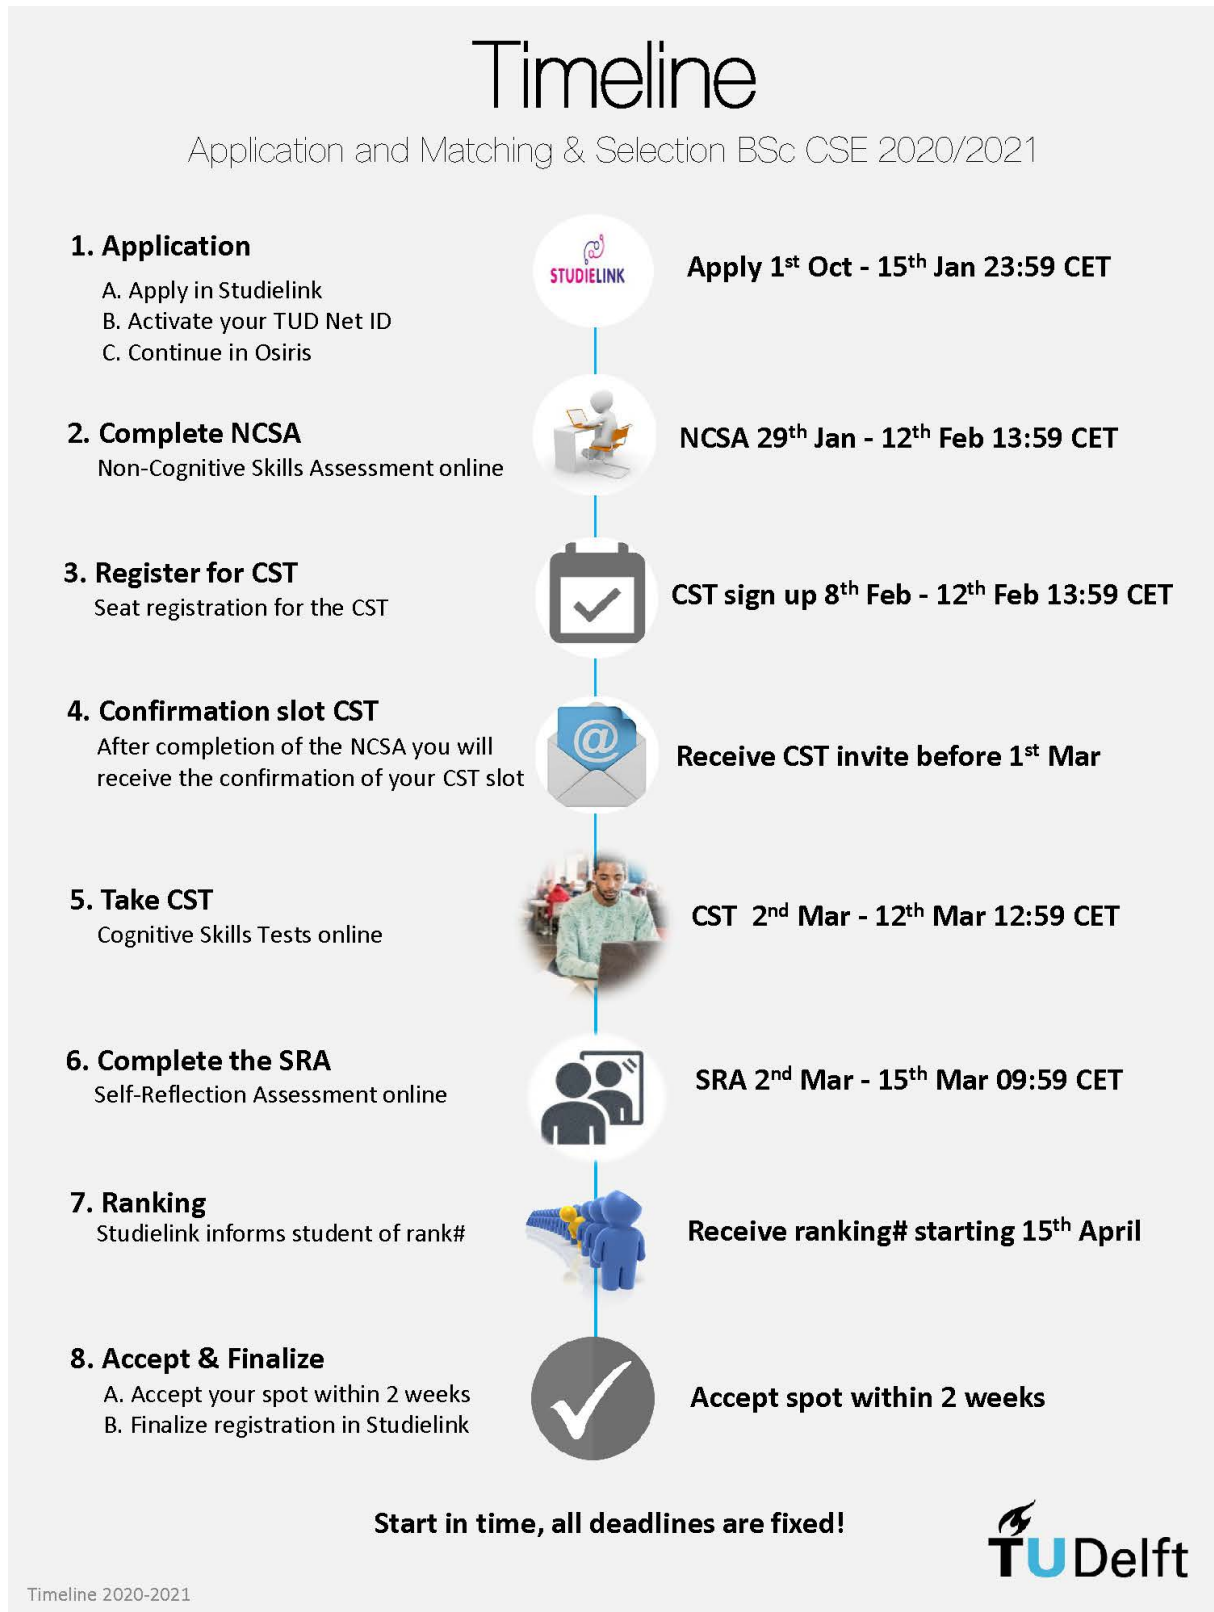 Timeline
Application and Matching & Selection BSc CSE 2020/2021
1. Application
A. Apply in Studielink
B. Activate your TUD Net ID
C. Continue in Osiris
STUDIELINK
Apply 1st Oct - 15th Jan 23:59 CET
2. Complete NCSA
Non-Cognitive Skills Assessment online
NCSA 29th Jan - 12th Feb 13:59 CET
3. Register for CST
Seat registration for the CST
CST sign up 8th Feb - 12th Feb 13:59 CET
4. Confirmation slot CST
After completion of the NCSA you will
receive the confirmation of your CST slot
@
Receive CST invite before 1st Mar
5. Take CST
Cognitive Skills Tests online
CST 2nd Mar - 12th Mar 12:59 CET
6. Complete the SRA
Self-Reflection Assessment online
SRA 2nd Mar - 15th Mar 09:59 CET
7. Ranking
Studielink informs student of rank#
Receive ranking# starting 15th April
8. Accept & Finalize
A. Accept your spot within 2 weeks
B. Finalize registration in Studielink
Accept spot within 2 weeks
Start in time, all deadlines are fixed!
TUDelft
Timeline 2020-2021